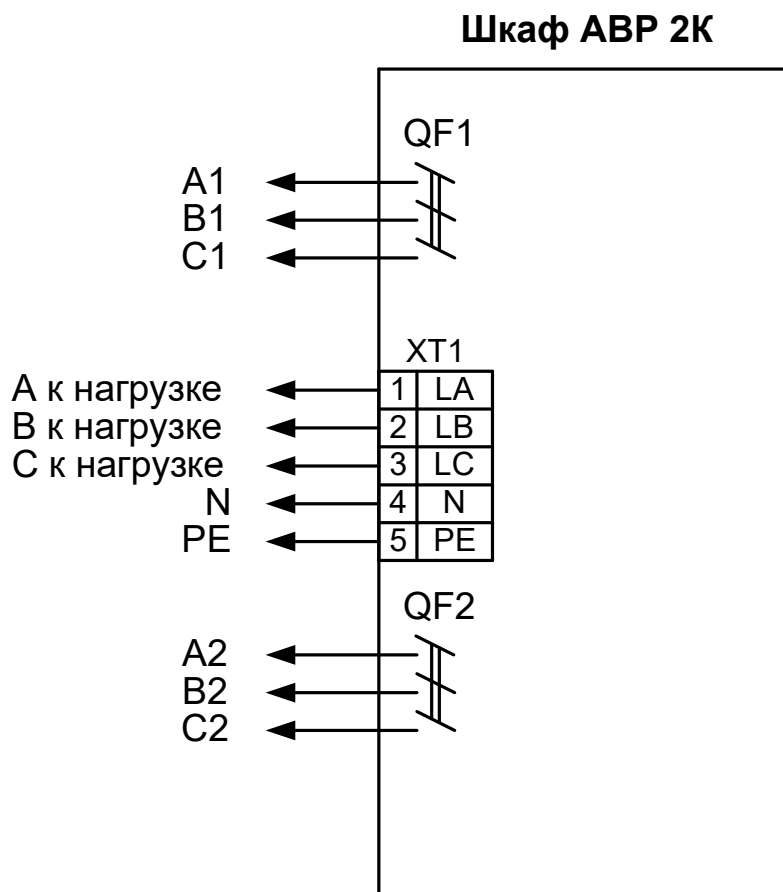 Шкаф АВР 2К
QF1
A1
B1
C1
XT1
А к нагрузке 1 LA
В к нагрузке 2 LB
С к нагрузке 3 LC
N 4 N
PE 5 PE
QF2
A2
B2
C2